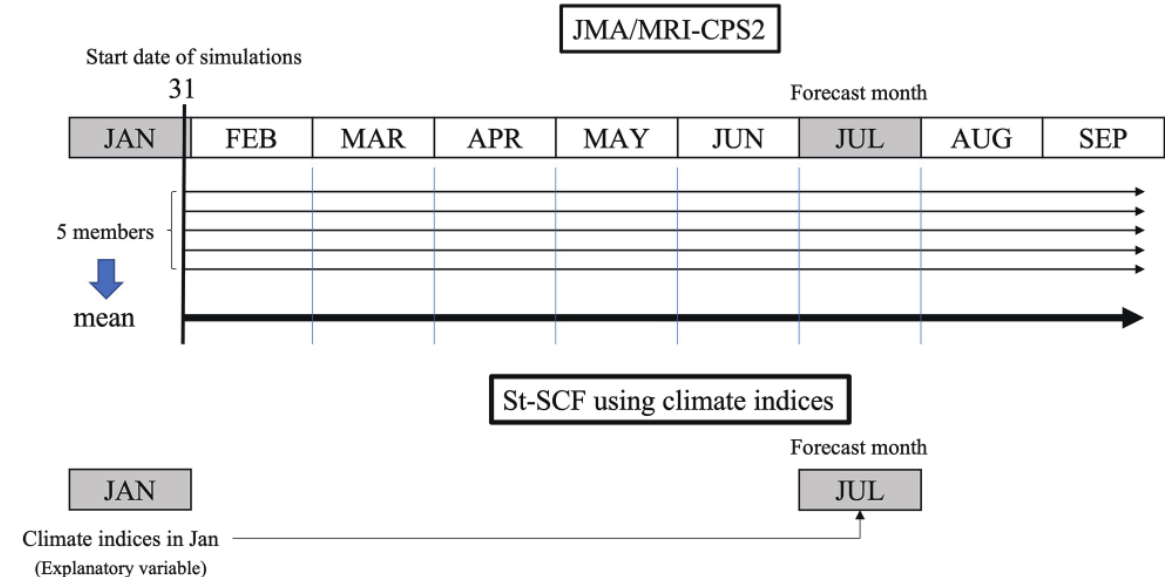 JMA/MRI-CPS2
Start date of simulations
31
Forecast month
JAN FEB MAR APR MAY JUN JUL AUG SEP
5 members
mean
St-SCF using climate indices
Forecast month
JAN JUL
Climate indices in Jan
(Explanatory variable)